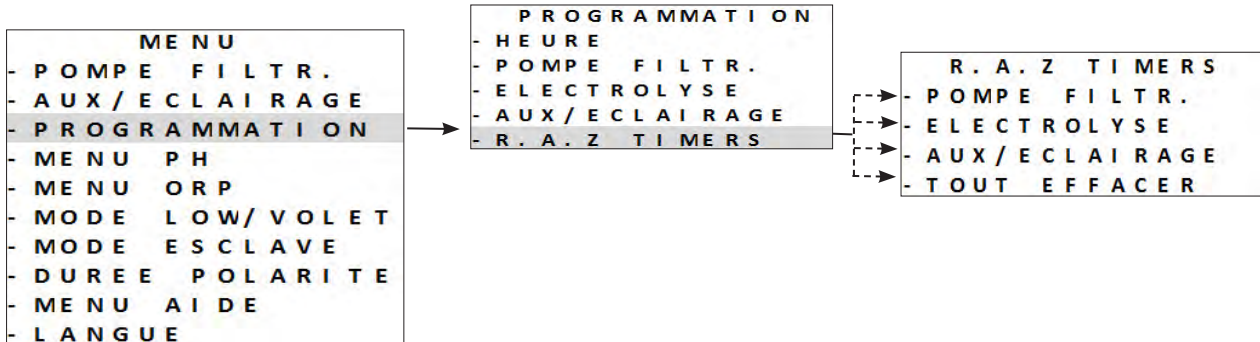 MENU
- POMPE FILTR.
- AUX/ECLAIRAGE
- PROGRAMMATION
- MENU PH
- MENU ORP
- MODE LOW/VOLET
- MODE ESCLAVE
- DUREE POLARITE
- MENU AIDE
- LANGUE
PROGRAMMATION
- HEURE
- POMPE FILTR.
- ELECTROLYSE
- AUX/ECLAIRAGE
- R.A.Z TIMERS
R.A.Z TIMERS
- POMPE FILTR.
- ELECTROLYSE
- AUX/ECLAIRAGE
- TOUT EFFACER